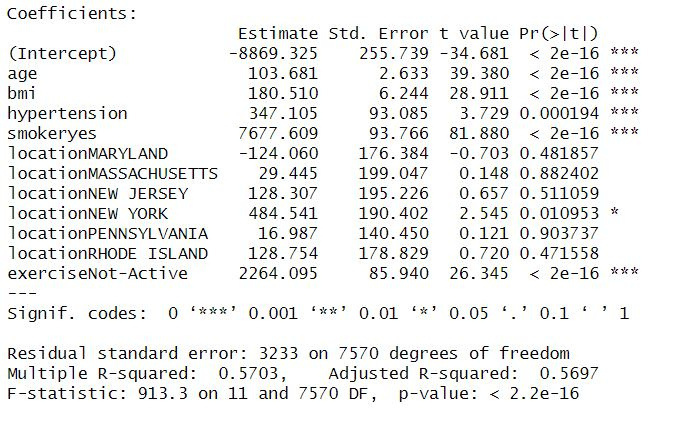 Coefficients:
Estimate Std. Error t value Pr(>|t|)
(Intercept) -8869.325 255.739 -34.681 < 2e-16 ***
age 103.681 2.633 39.380 < 2e-16 ***
bmi 180.510 6.244 28.911 < 2e-16 ***
hypertension 347.105 93.085 3.729 0.000194 ***
smokeryes 7677.609 93.766 81.880 < 2e-16 ***
locationMARYLAND -124.060 176.384 -0.703 0.481857
locationMASSACHUSETTS 29.445 199.047 0.148 0.882402
locationNEW JERSEY 128.307 195.226 0.657 0.511059
locationNEW YORK 484.541 190.402 2.545 0.010953 *
locationPENNSYLVANIA 16.987 140.450 0.121 0.903737
locationRHODE ISLAND 128.754 178.829 0.720 0.471558
exerciseNot-Active 2264.095 85.940 26.345 < 2e-16 ***
---
Signif. codes: 0 ‘***’ 0.001 ‘**’ 0.01 ‘*’ 0.05 ‘.’ 0.1 ‘ ’ 1
Residual standard error: 3233 on 7570 degrees of freedom
Multiple R-squared: 0.5703, Adjusted R-squared: 0.5697
F-statistic: 913.3 on 11 and 7570 DF, p-value: < 2.2e-16